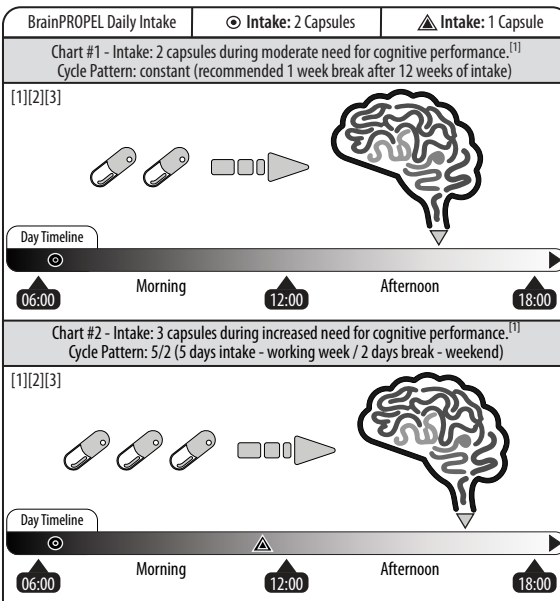 BrainPROPEL Daily Intake
Intake: 2 Capsules
Intake: 1 Capsule
Chart #1 - Intake: 2 capsules during moderate need for cognitive performance.[1]
Cycle Pattern: constant (recommended 1 week break after 12 weeks of intake)
[1][2][3]
Day Timeline
06:00 Morning 12:00 Afternoon 18:00
Chart #2 - Intake: 3 capsules during increased need for cognitive performance.[1]
Cycle Pattern: 5/2 (5 days intake - working week / 2 days break - weekend)
[1][2][3]
Day Timeline
06:00 Morning 12:00 Afternoon 18:00